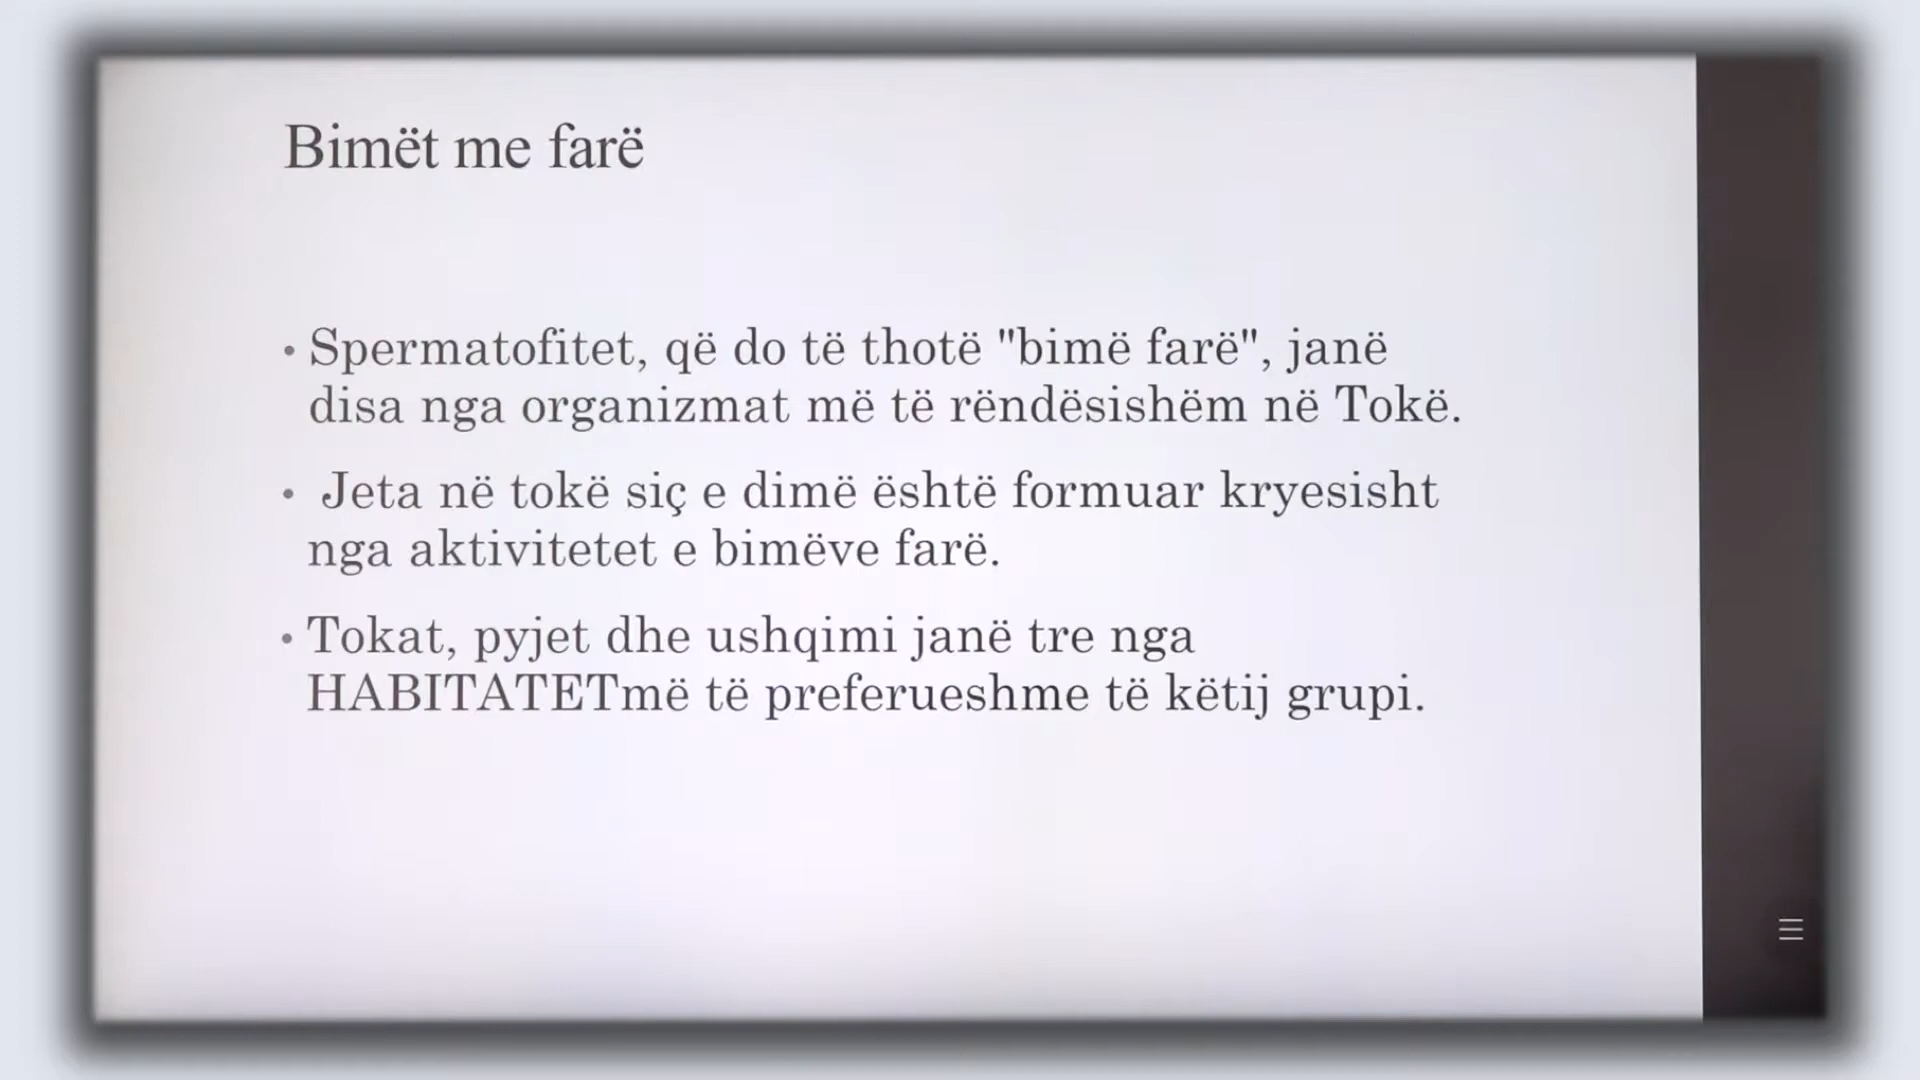 Bimët me farë
• Spermatofitet, që do të thotë "bimë farë", janë
disa nga organizmat më të rëndësishëm në Tokë.
• Jeta në tokë siç e dimë është formuar kryesisht
nga aktivitetet e bimëve farë.
• Tokat, pyjet dhe ushqimi janë tre nga
HABITATETmë të preferueshme të këtij grupi.